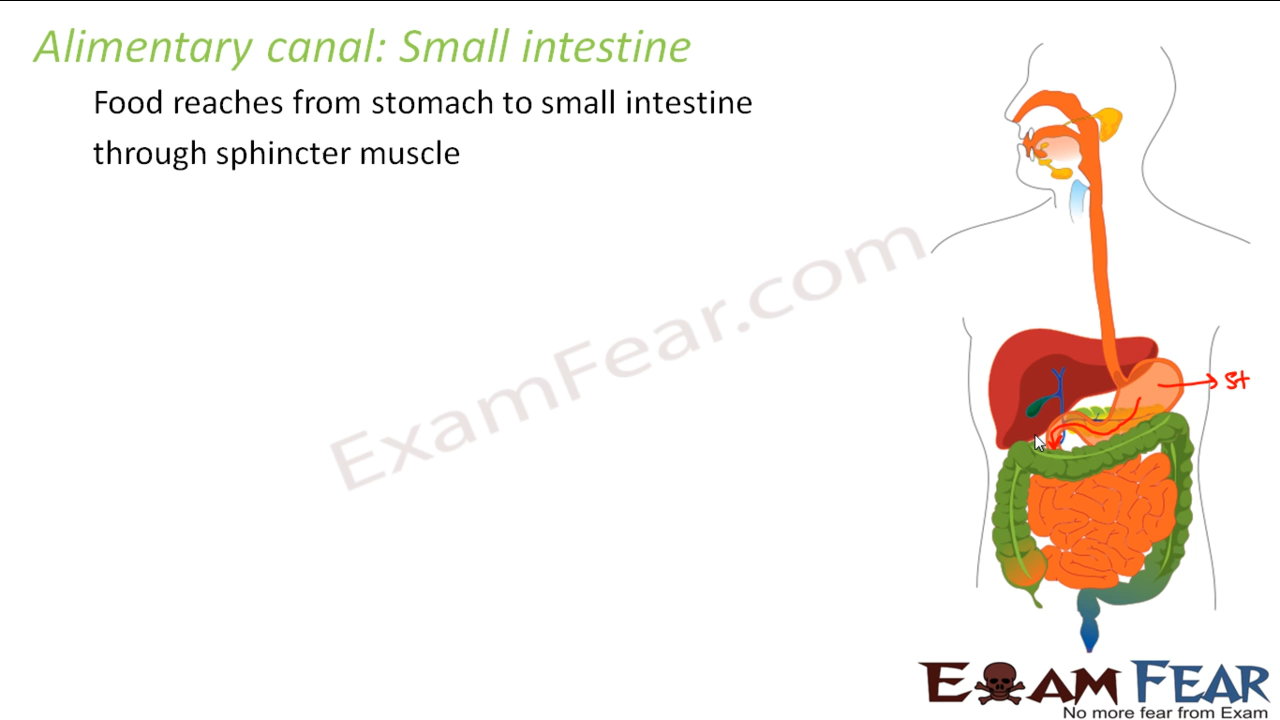 Alimentary canal: Small intestine
Food reaches from stomach to small intestine
through sphincter muscle
ExamFear.com
St
EXAM FEAR
No more fear from Exam